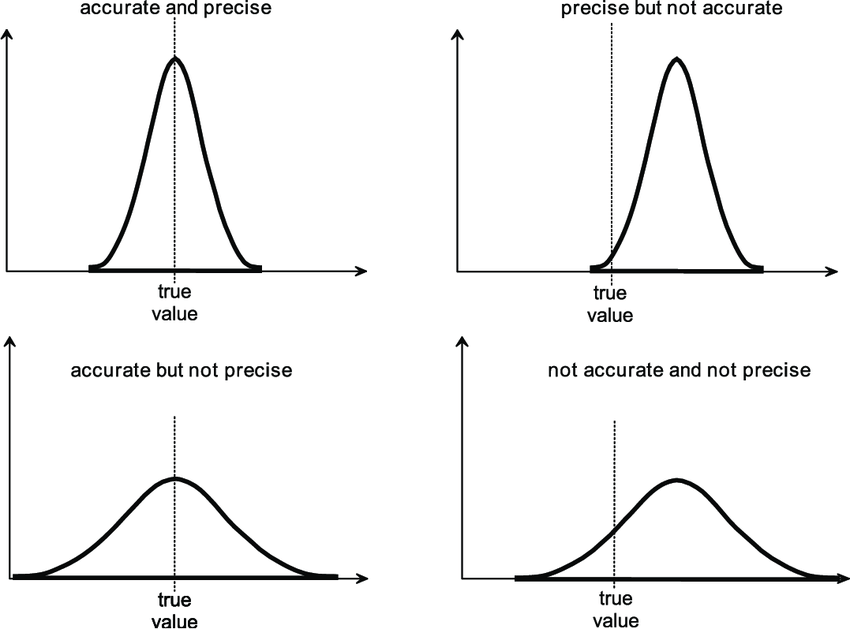 accurate and precise
precise but not accurate
true
value
true
value
accurate but not precise
not accurate and not precise
true
value
true
value